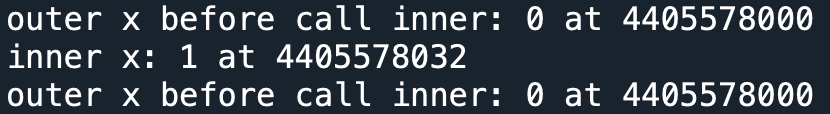 outer x before call inner: 0 at 4405578000
inner x: 1 at 4405578032
outer x before call inner: 0 at 4405578000